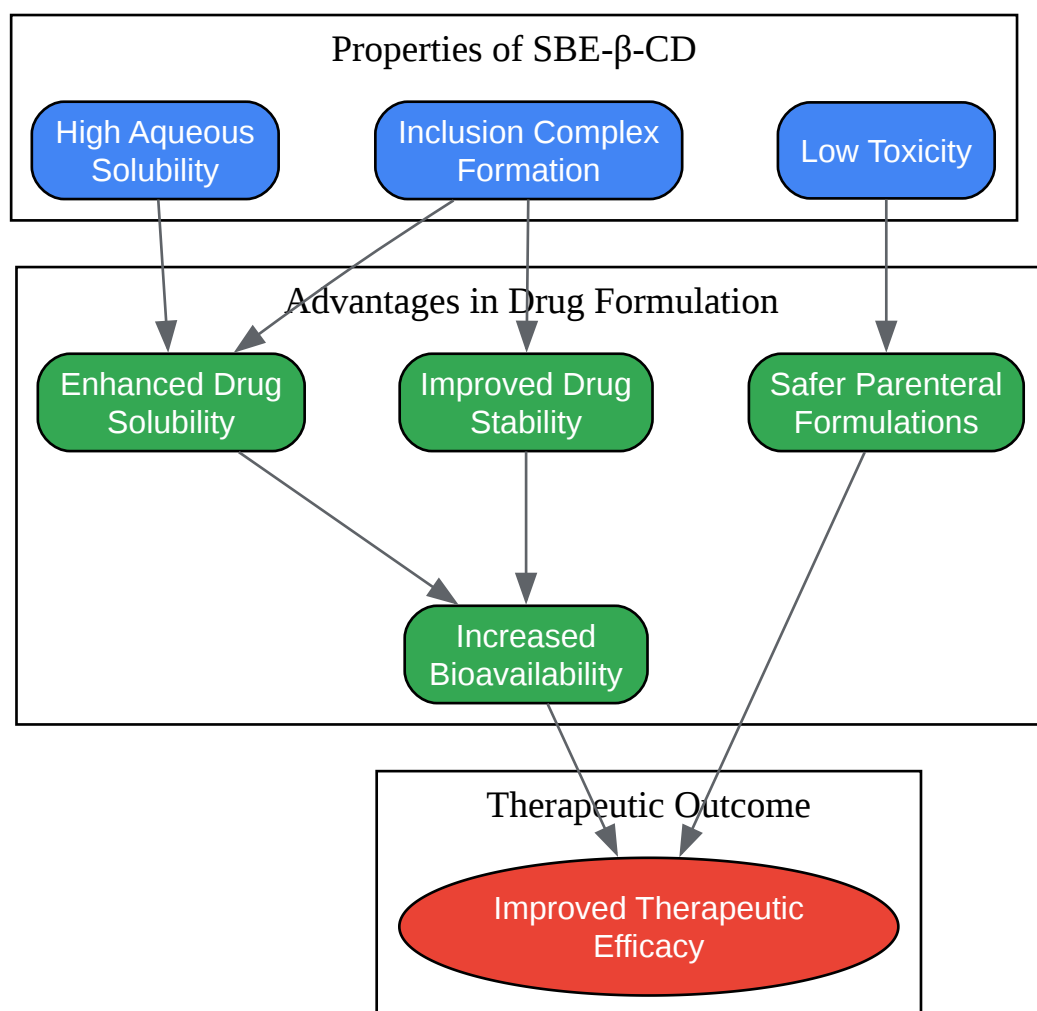 Properties of SBE-β-CD
High Aqueous
Solubility
Inclusion Complex
Formation
Low Toxicity
Advantages in Drug Formulation
Enhanced Drug
Solubility
Improved Drug
Stability
Safer Parenteral
Formulations
Increased
Bioavailability
Therapeutic Outcome
Improved Therapeutic
Efficacy